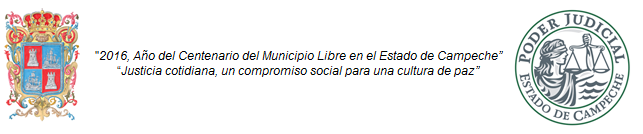 "2016, Año del Centenario del Municipio Libre en el Estado de Campeche”
“Justicia cotidiana, un compromiso social para una cultura de paz”
PODER JUDICIAL
ESTADO DE CAMPECHE